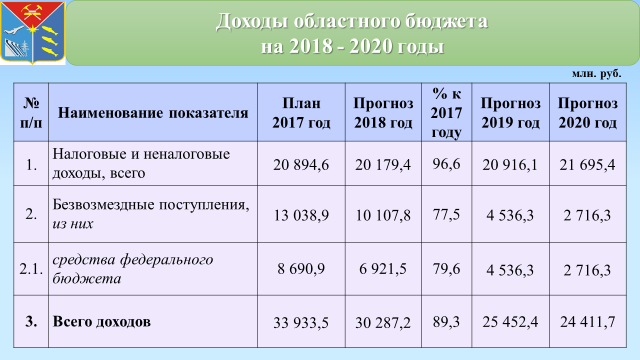 Доходы областного бюджета
на 2018 - 2020 годы
млн. руб.
№ п/п Наименование показателя План 2017 год Прогноз 2018 год % к 2017 году Прогноз 2019 год Прогноз 2020 год
1. Налоговые и неналоговые доходы, всего 20 894,6 20 179,4 96,6 20 916,1 21 695,4
2. Безвозмездные поступления, из них 13 038,9 10 107,8 77,5 4 536,3 2 716,3
2.1. средства федерального бюджета 8 690,9 6 921,5 79,6 4 536,3 2 716,3
3. Всего доходов 33 933,5 30 287,2 89,3 25 452,4 24 411,7